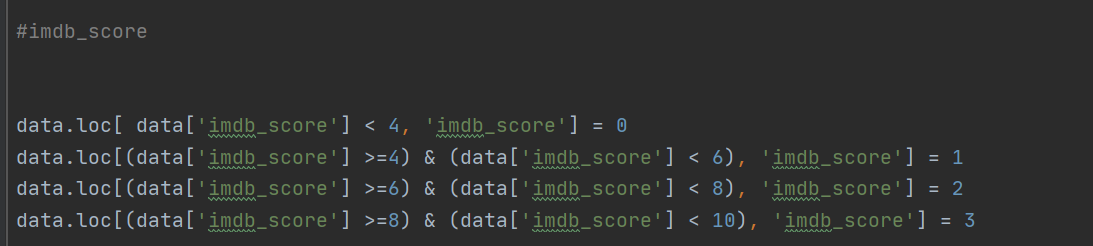 #imdb_score
data.loc[ data['imdb_score'] < 4, 'imdb_score'] = 0
data.loc[(data['imdb_score'] >=4) & (data['imdb_score'] < 6), 'imdb_score'] = 1
data.loc[(data['imdb_score'] >=6) & (data['imdb_score'] < 8), 'imdb_score'] = 2
data.loc[(data['imdb_score'] >=8) & (data['imdb_score'] < 10), 'imdb_score'] = 3